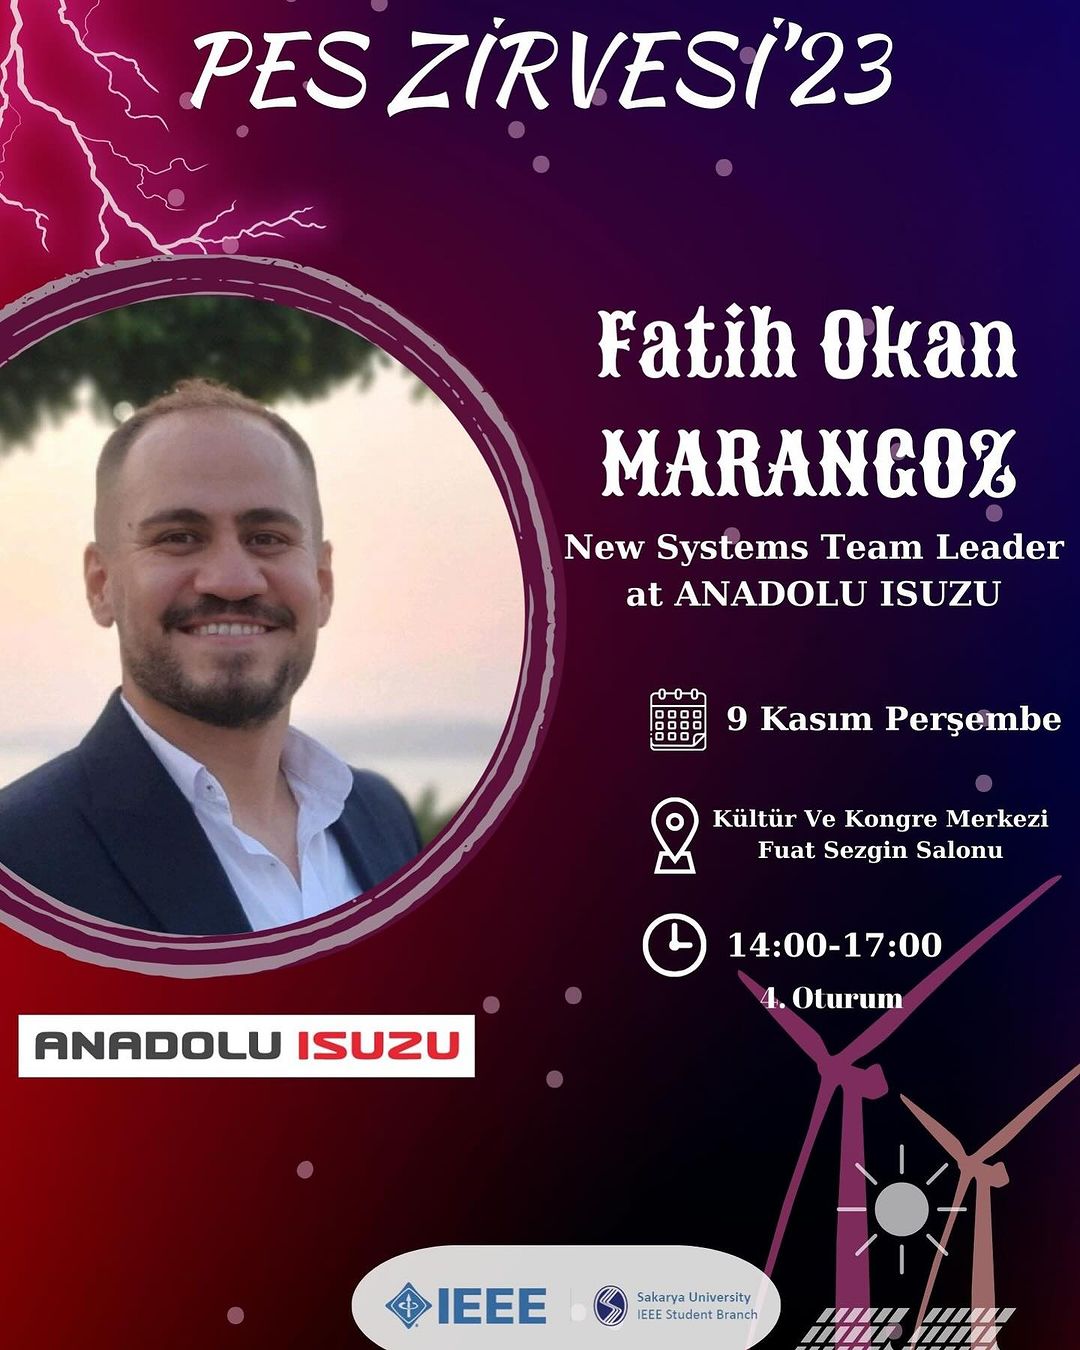 PES ZİRVESİ'23
Fatih Okan
MARANGOZ
New Systems Team Leader
at ANADOLU ISUZU
9 Kasım Perşembe
Kültür Ve Kongre Merkezi
Fuat Sezgin Salonu
14:00-17:00
4. Oturum
ANADOLU ISUZU
IEEE
Sakarya University
IEEE Student Branch